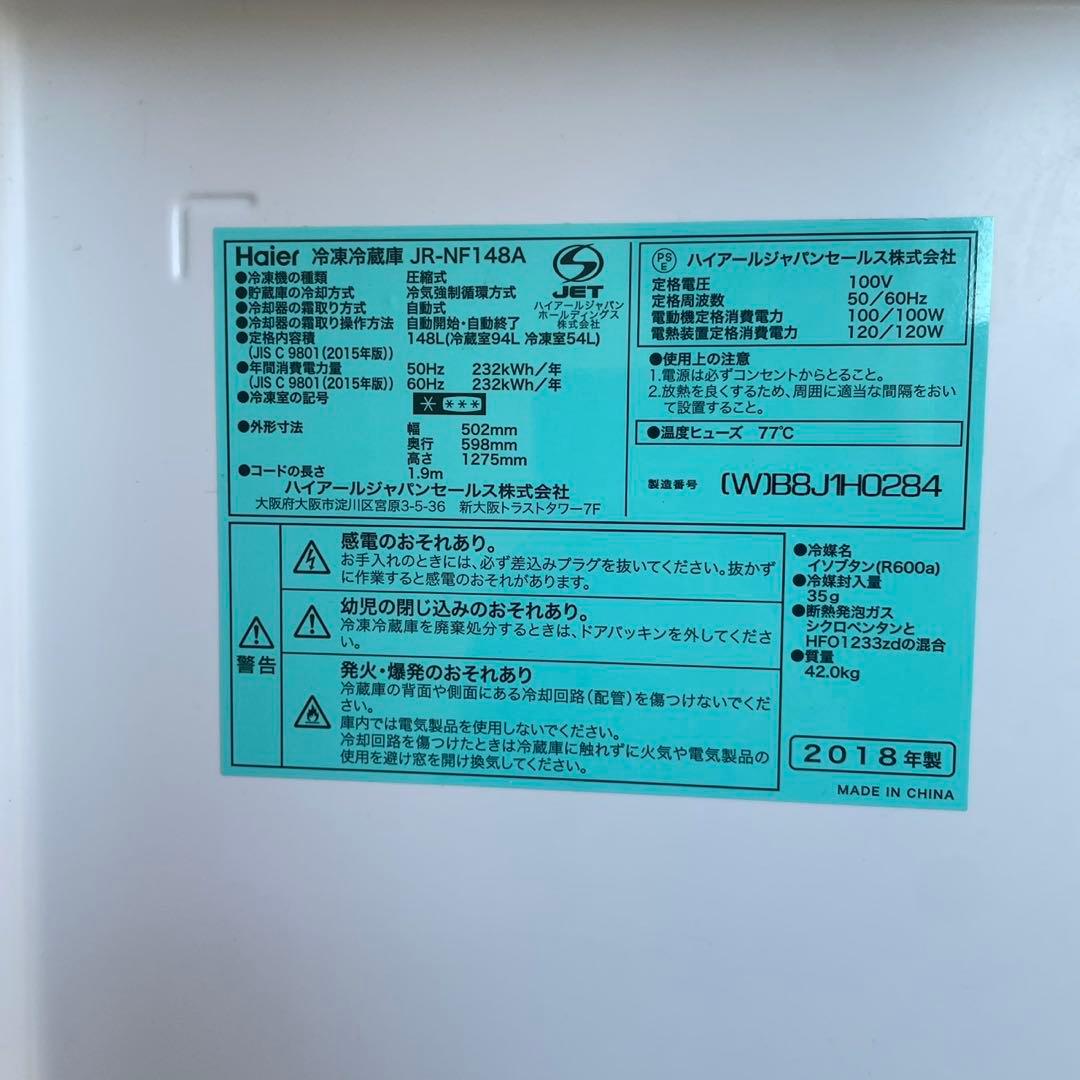 Haier 冷凍冷蔵庫 JR-NF148A
●冷凍機の種類 圧縮式
●貯蔵庫の冷却方式 冷気強制循環方式
●冷却器の霜取り方式 自動式
●冷却器の霜取り操作方法 自動開始・自動終了
●定格内容積 148L(冷蔵室94L 冷凍室54L)
(JIS C 9801(2015年版))
●年間消費電力量 50Hz 232kWh/年
(JIS C 9801(2015年版)) 60Hz 232kWh/年
●冷凍室の記号
●外形寸法 幅 502mm
奥行 598mm
高さ 1275mm
●コードの長さ 1.9m
ハイアールジャパンセールス株式会社
大阪府大阪市淀川区宮原3-5-36 新大阪トラストタワー7F
JET
ハイアールジャパン
ホールディングス
株式会社
PS
E
ハイアールジャパンセールス株式会社
定格電圧 100V
定格周波数 50/60Hz
電動機定格消費電力 100/100W
電熱装置定格消費電力 120/120W
●使用上の注意
1.電源は必ずコンセントからとること。
2.放熱を良くするため、周囲に適当な間隔をおい
て設置すること。
●温度ヒューズ 77℃
製造番号 (W)B8J1H0284
警告
感電のおそれあり。
お手入れのときには、必ず差込みプラグを抜いてください。抜かず
に作業すると感電のおそれがあります。
幼児の閉じ込みのおそれあり。
冷凍冷蔵庫を廃棄処分するときは、ドアパッキンを外してくださ
い。
発火・爆発のおそれあり
冷蔵庫の背面や側面にある冷却回路(配管)を傷つけないでくだ
さい。
庫内では電気製品を使用しないでください。
冷却回路を傷つけたときは冷蔵庫に触れずに火気や電気製品の
使用を避け窓を開け換気してください。
●冷媒名
イソブタン(R600a)
●冷媒封入量
35g
●断熱発泡ガス
シクロペンタンと
HFO1233zdの混合
●質量
42.0kg
2018年製
MADE IN CHINA